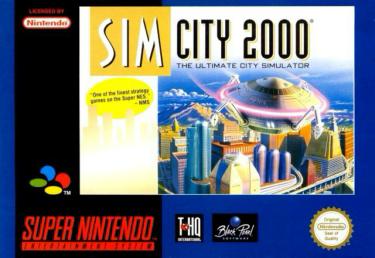 LICENSED BY
Nintendo
SIM CITY 2000
THE ULTIMATE CITY SIMULATOR
"One of the finest strategy
games on the Super NES."
– NMS
TM
SUPER NINTENDO
ENTERTAINMENT SYSTEM
T·HQ
INTERNATIONAL
Black Pearl
SOFTWARE
Original
Nintendo
Seal of
Quality